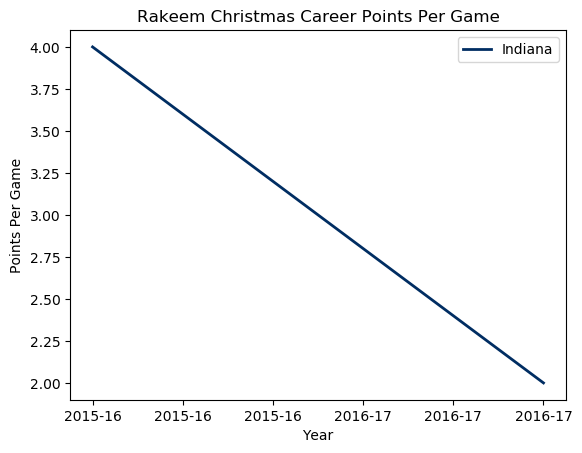 Rakeem Christmas Career Points Per Game
Indiana
Points Per Game
4.00
3.75
3.50
3.25
3.00
2.75
2.50
2.25
2.00
2015-16 2015-16 2015-16 2016-17 2016-17 2016-17
Year